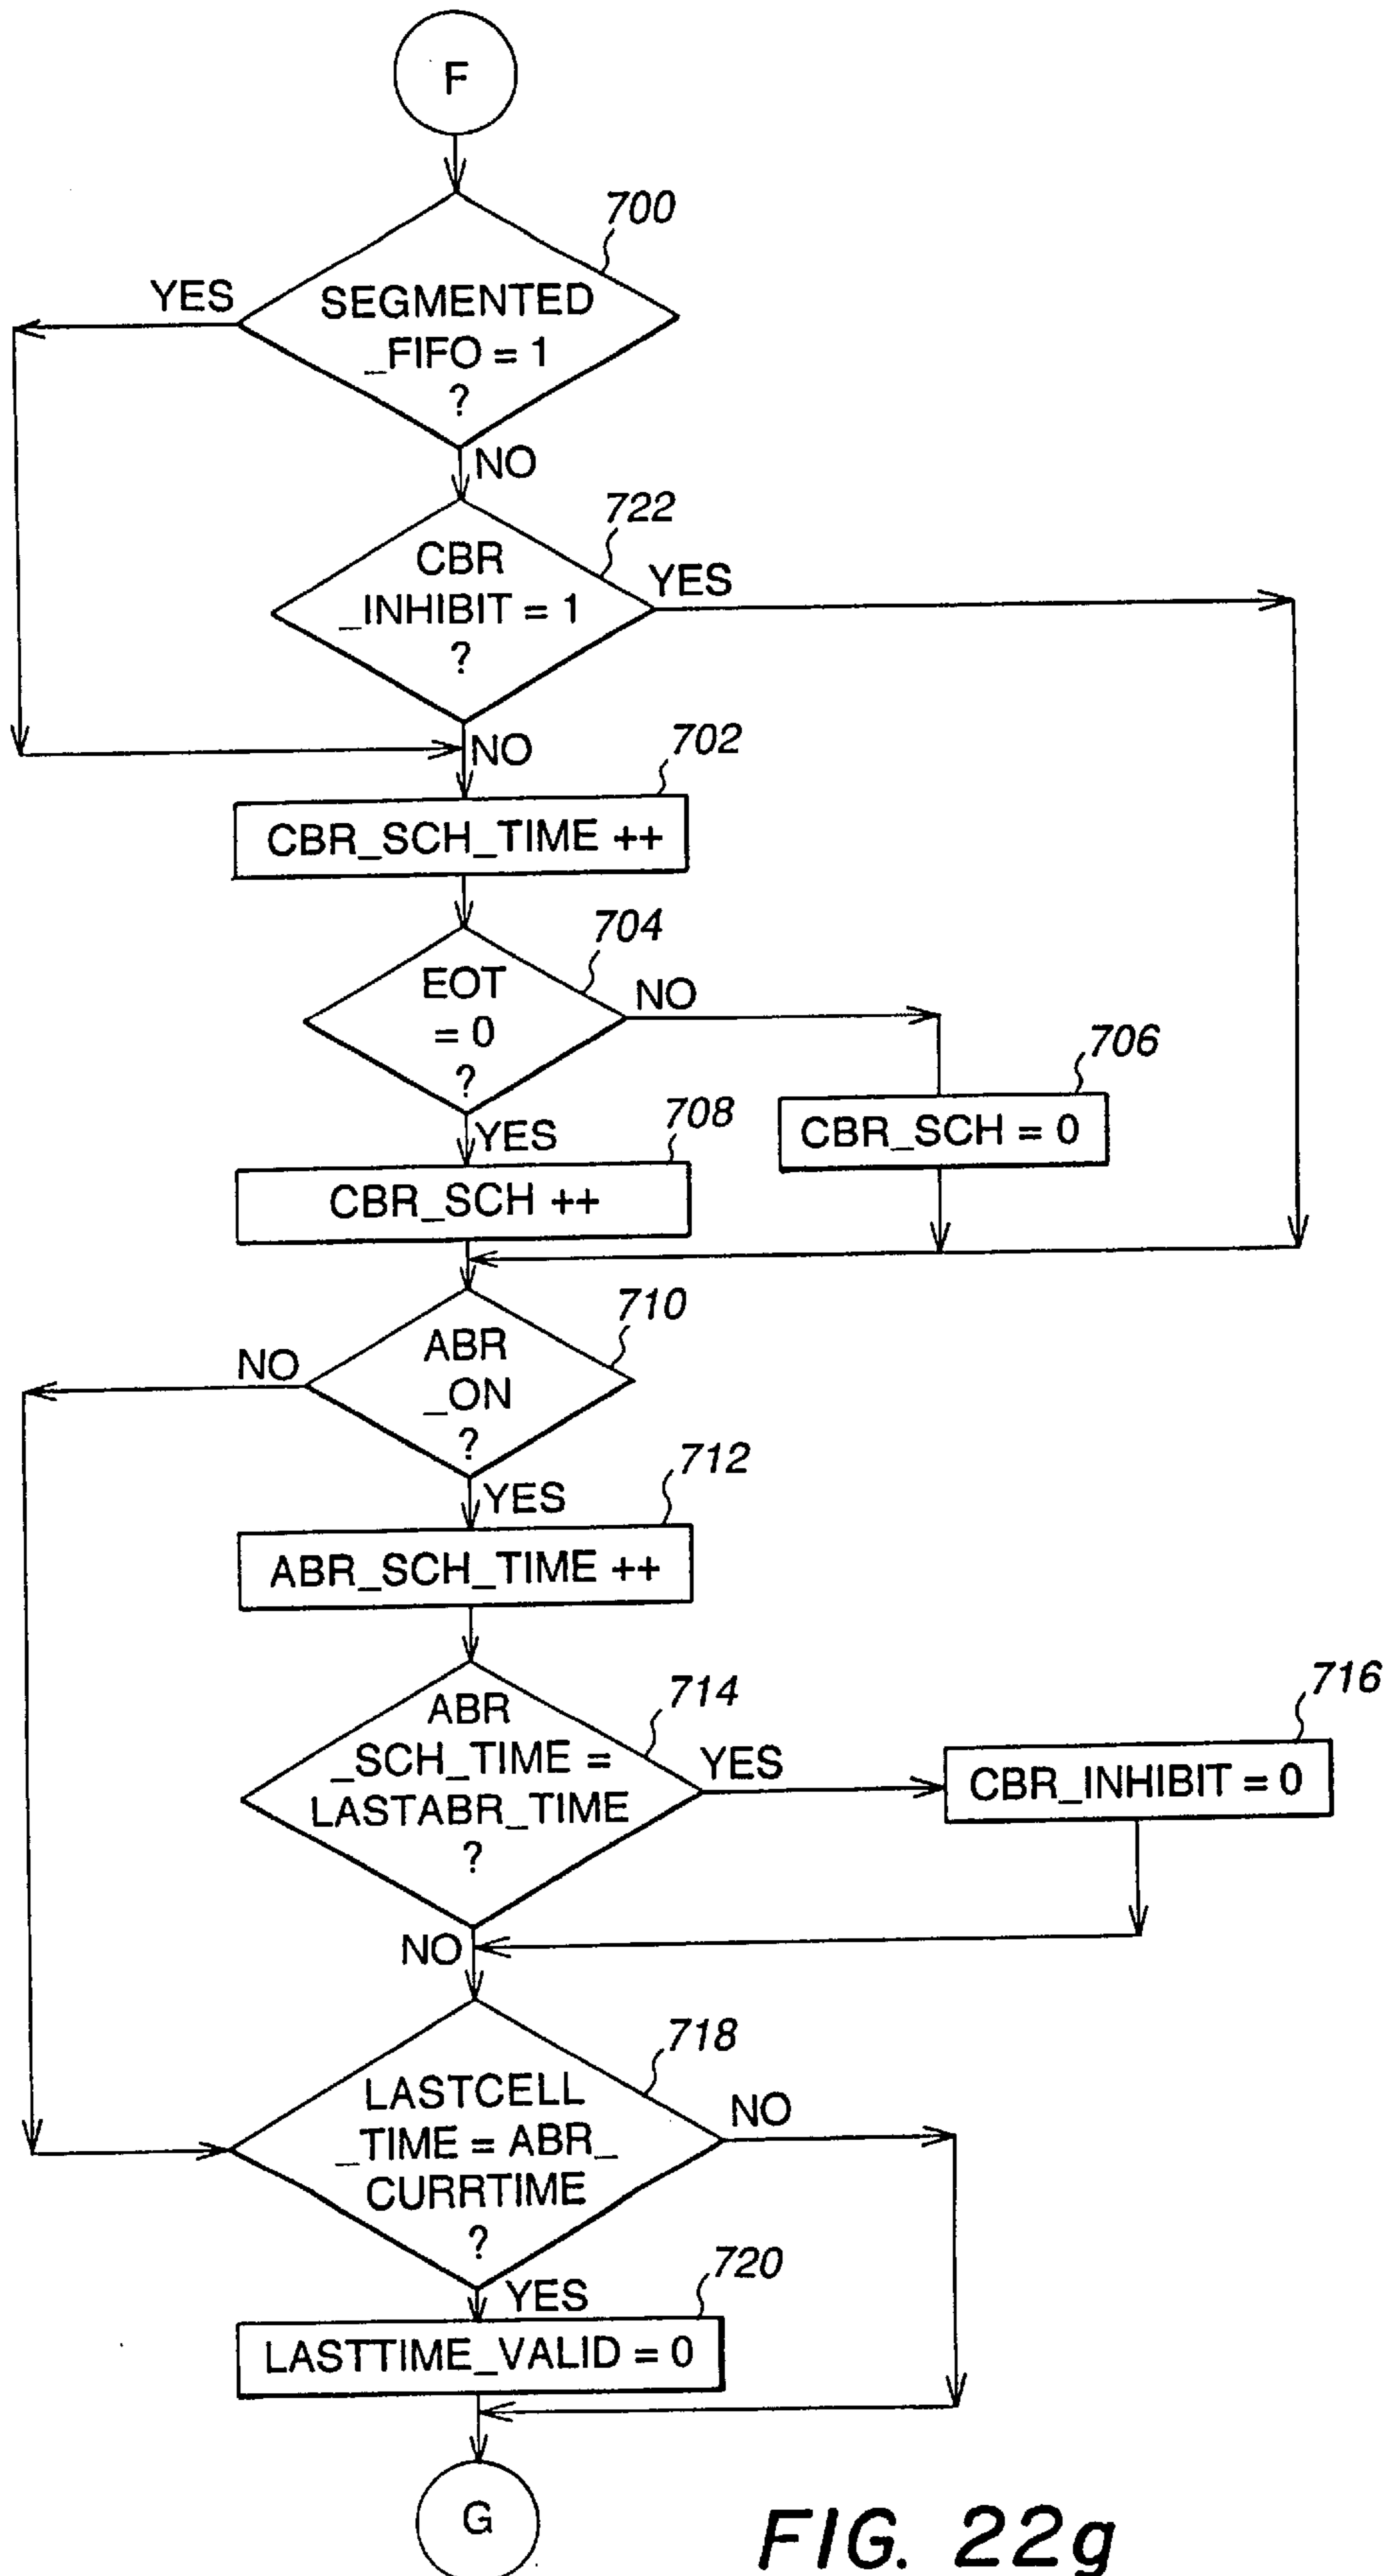 F
700
YES
SEGMENTED
_FIFO = 1
?
NO
722
CBR
_INHIBIT = 1
?
YES
NO
702
CBR_SCH_TIME ++
704
EOT
= 0
?
NO
706
CBR_SCH = 0
YES
708
CBR_SCH ++
710
ABR
_ON
?
NO
YES
712
ABR_SCH_TIME ++
714
ABR
_SCH_TIME =
LASTABR_TIME
?
YES
716
CBR_INHIBIT = 0
NO
718
LASTCELL
_TIME = ABR_
CURRTIME
?
NO
YES
720
LASTTIME_VALID = 0
G
FIG. 22g